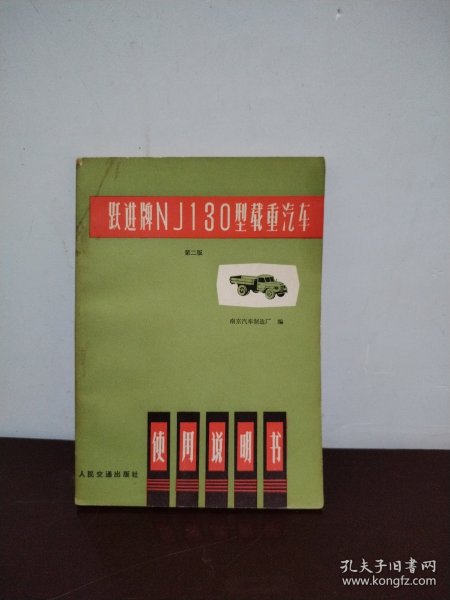 跃进牌NJ130型载重汽车
第二版
南京汽车制造厂 编
使用说明书
人民交通出版社
孔夫子旧书网
www.kongfz.com